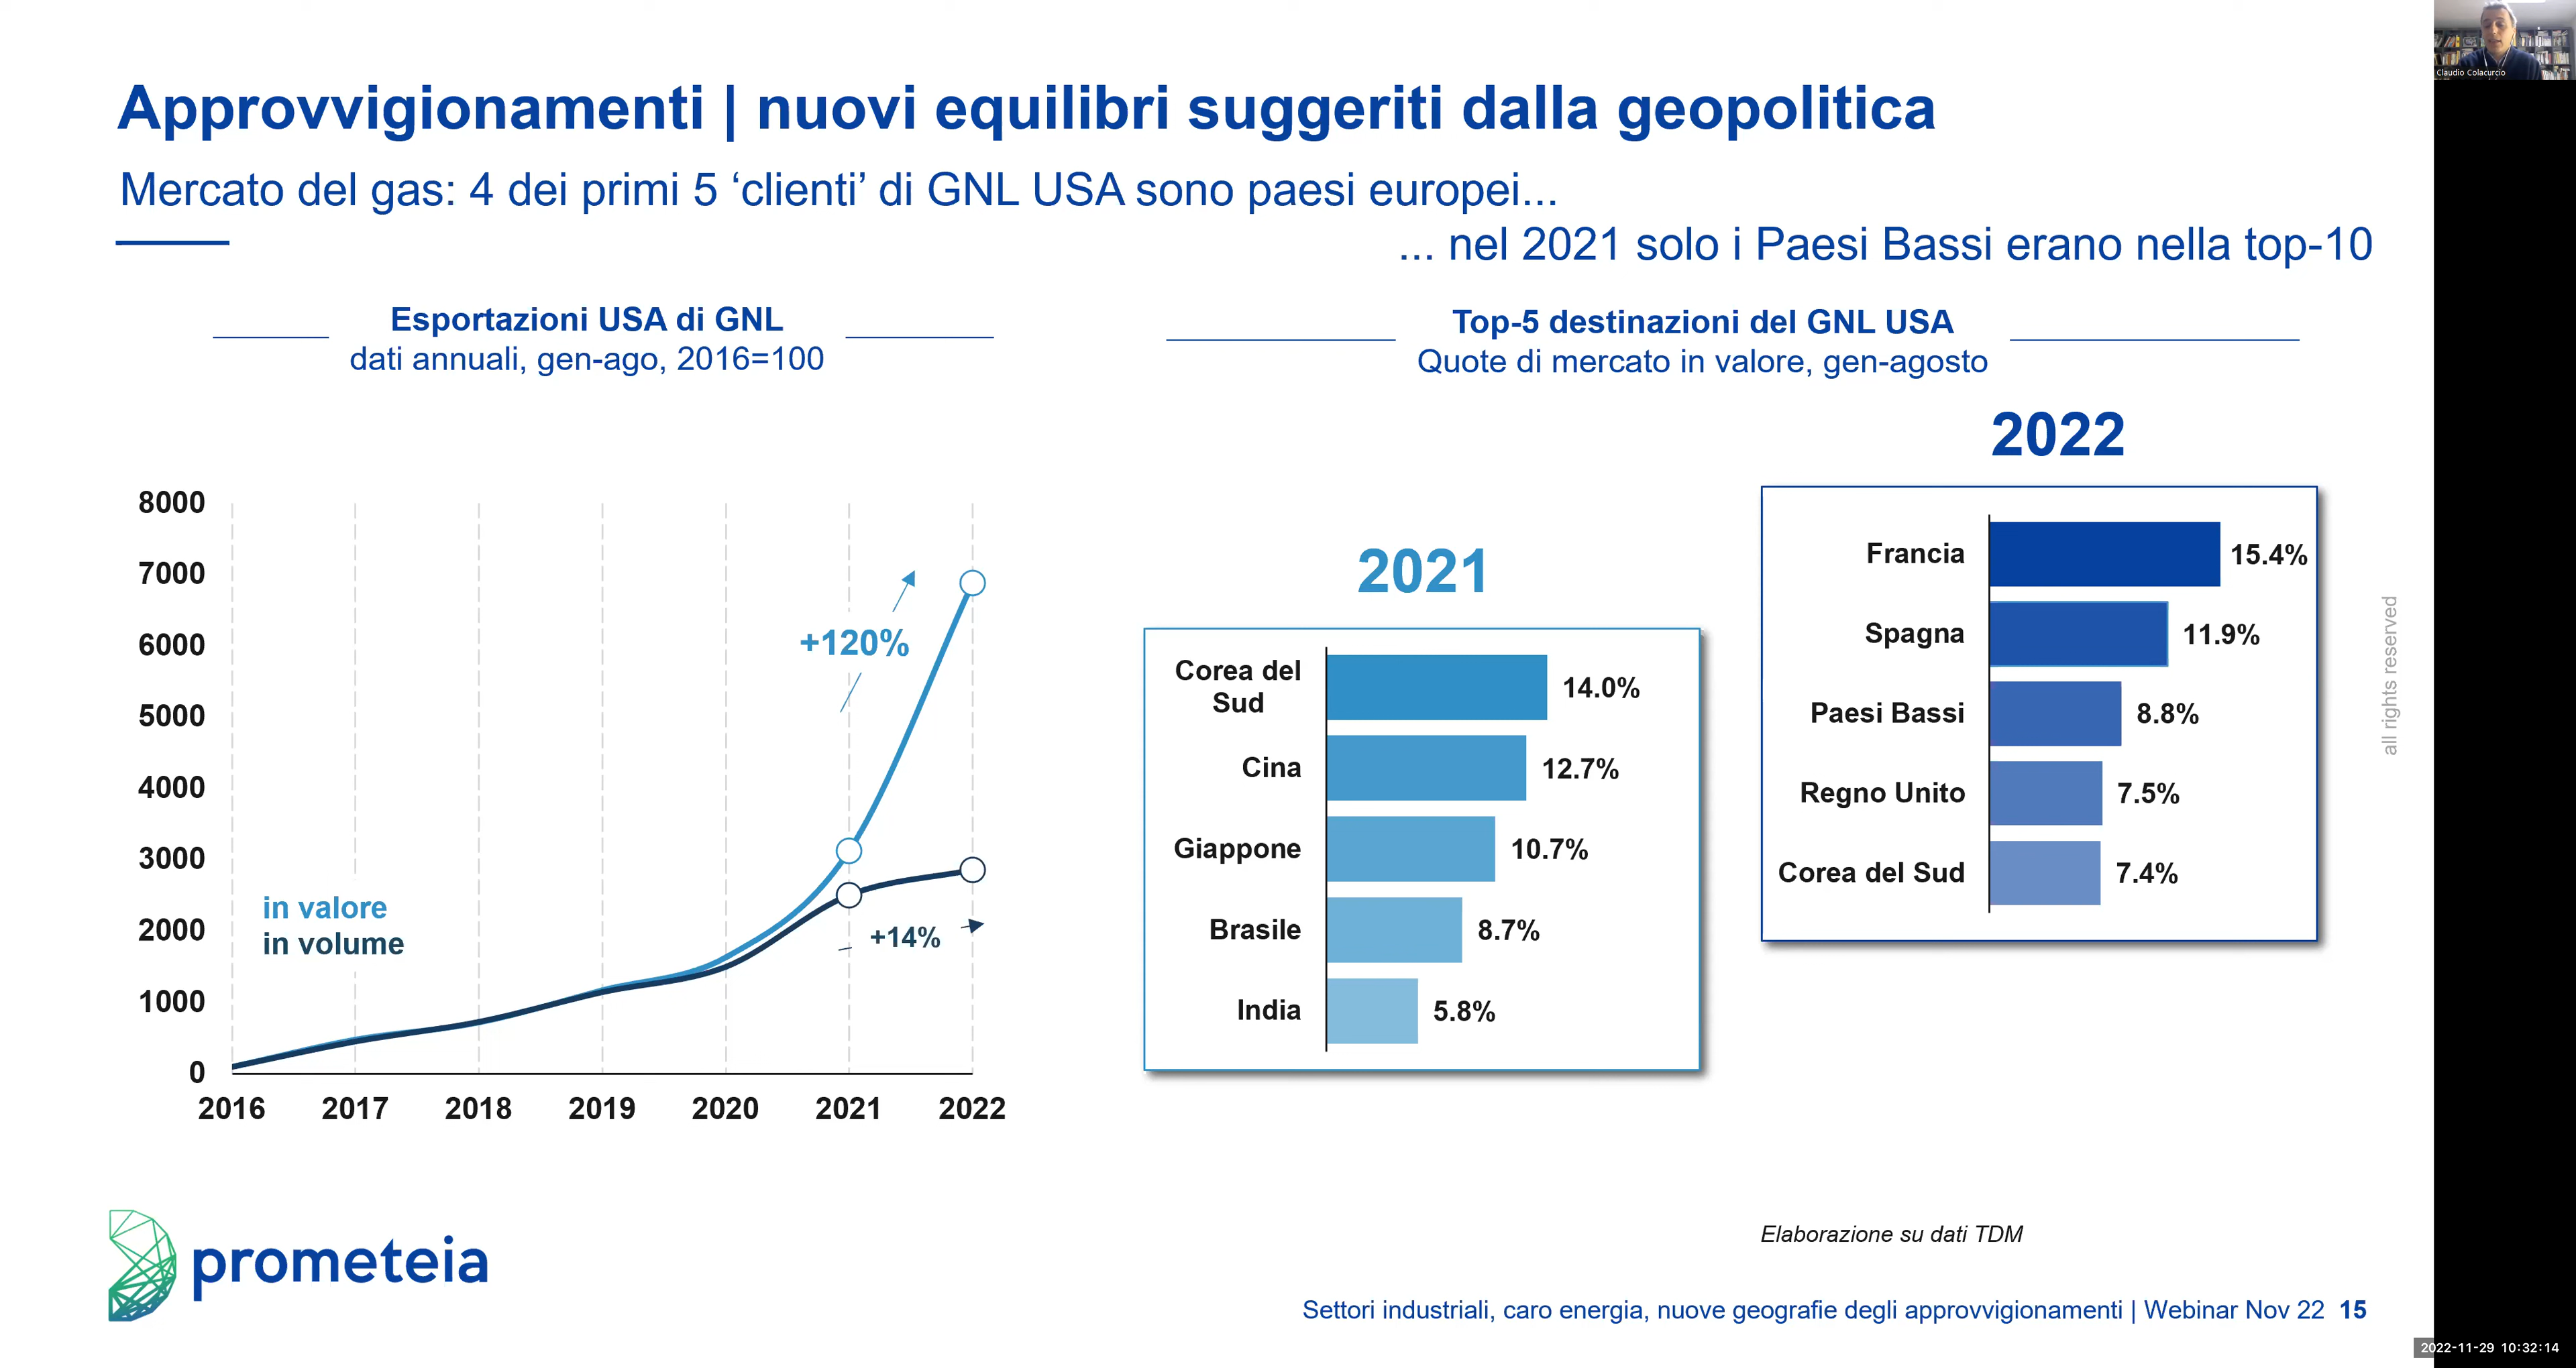 Claudio Colacurcio
Approvvigionamenti | nuovi equilibri suggeriti dalla geopolitica
Mercato del gas: 4 dei primi 5 ‘clienti’ di GNL USA sono paesi europei...
... nel 2021 solo i Paesi Bassi erano nella top-10
Esportazioni USA di GNL
dati annuali, gen-ago, 2016=100
8000
7000
6000
5000
4000
3000
2000
1000
0
+120%
+14%
in valore
in volume
2016 2017 2018 2019 2020 2021 2022
Top-5 destinazioni del GNL USA
Quote di mercato in valore, gen-agosto
2021
Corea del
Sud
14.0%
Cina 12.7%
Giappone 10.7%
Brasile 8.7%
India 5.8%
2022
Francia 15.4%
Spagna 11.9%
Paesi Bassi 8.8%
Regno Unito 7.5%
Corea del Sud 7.4%
all rights reserved
Elaborazione su dati TDM
prometeia
Settori industriali, caro energia, nuove geografie degli approvvigionamenti | Webinar Nov 22 15
2022-11-29 10:32:14